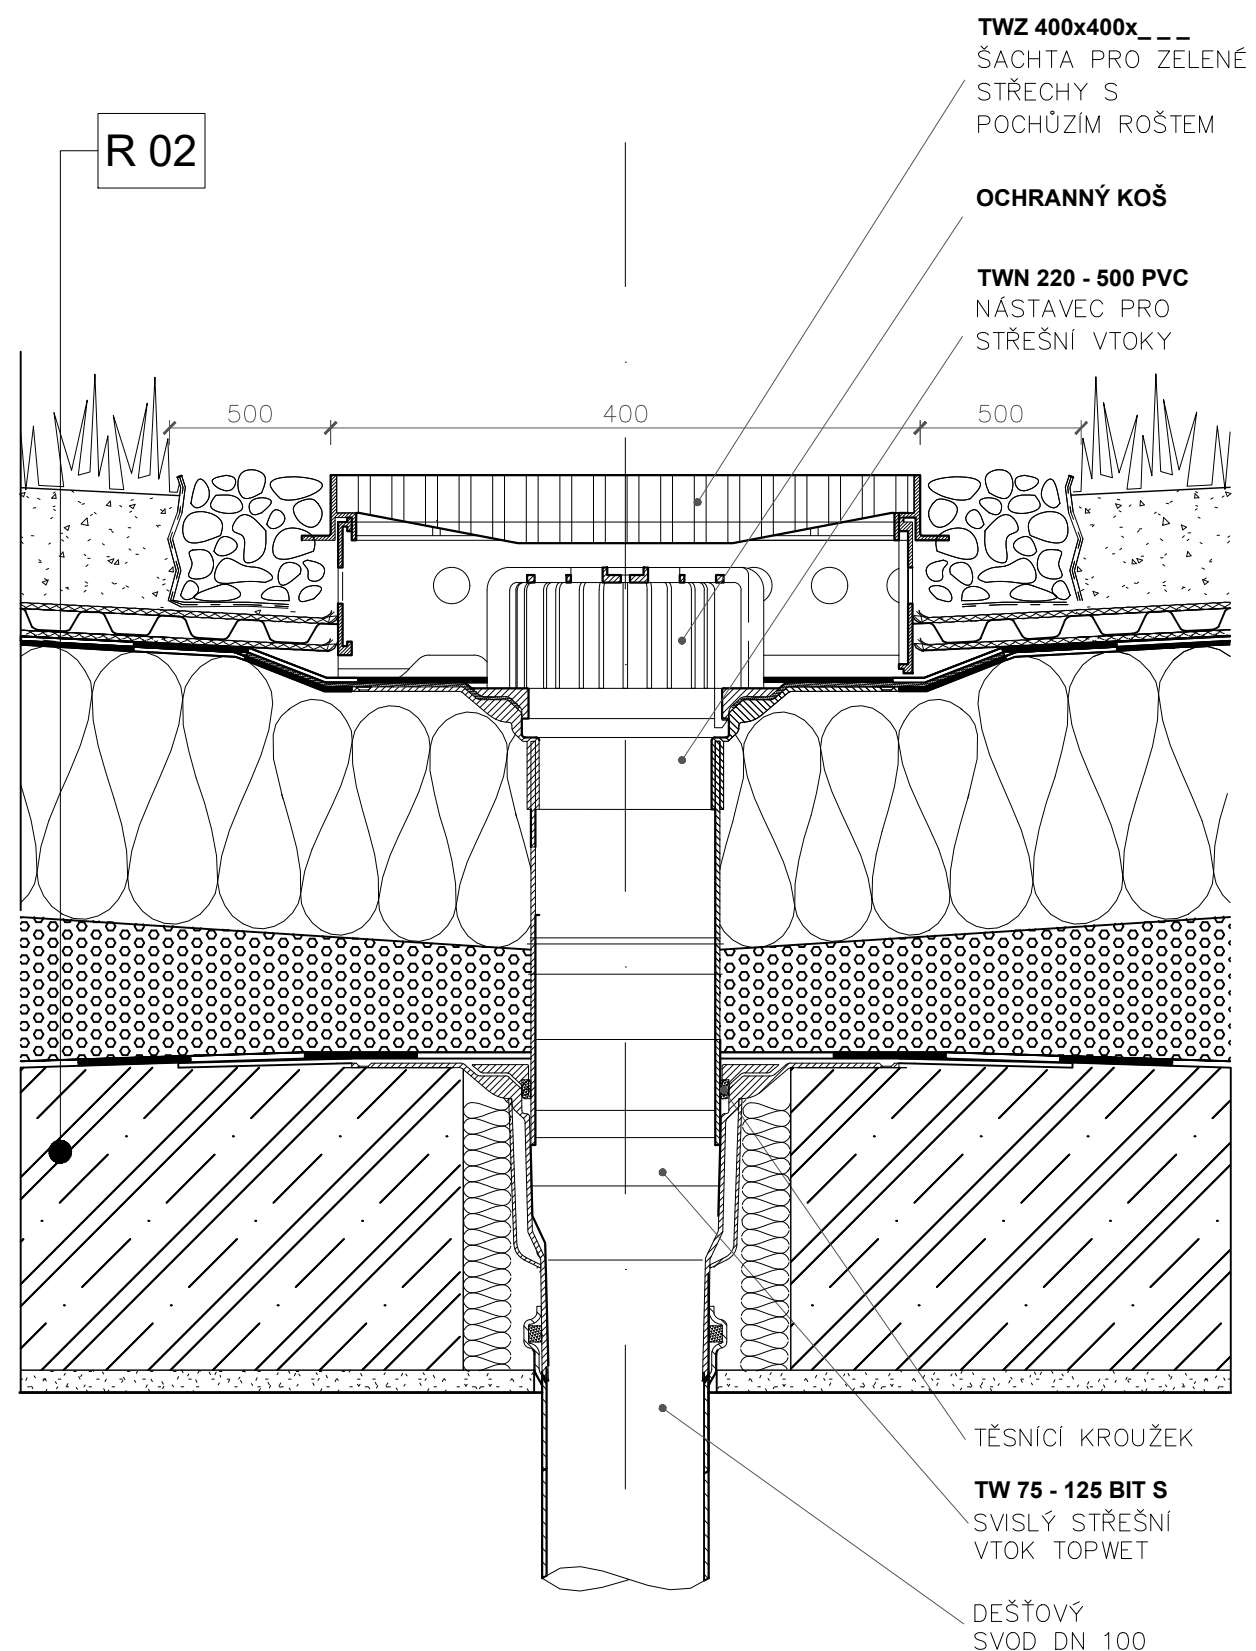 TWZ 400x400x_ _ _
ŠACHTA PRO ZELENÉ
STŘECHY S
POCHŮZÍM ROŠTEM
R 02
OCHRANNÝ KOŠ
TWN 220 - 500 PVC
NÁSTAVEC PRO
STŘEŠNÍ VTOKY
500
400
500
TĚSNÍCÍ KROUŽEK
TW 75 - 125 BIT S
SVISLÝ STŘEŠNÍ
VTOK TOPWET
DEŠŤOVÝ
SVOD DN 100